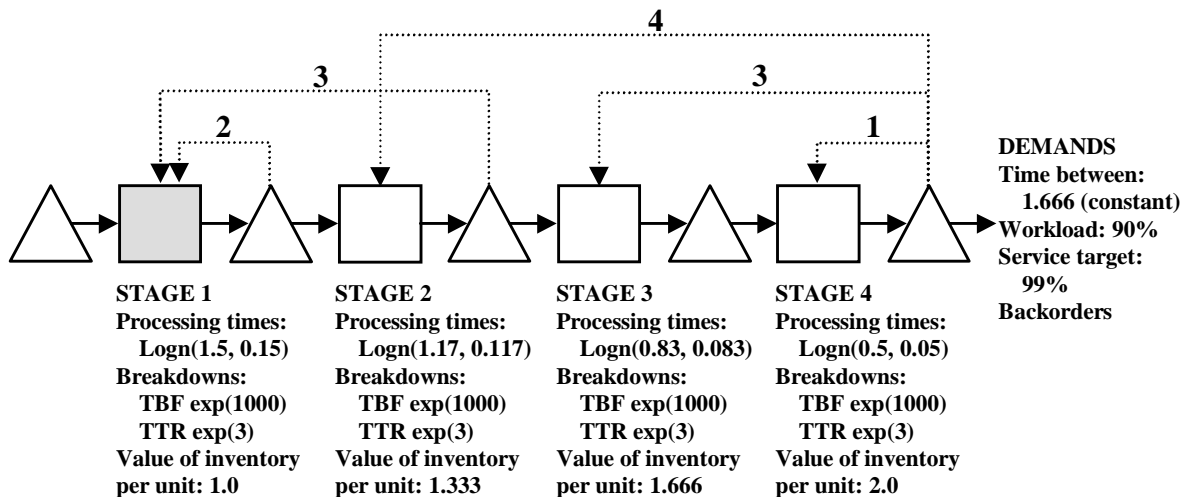 4
3
3
2
1
DEMANDS
Time between:
1.666 (constant)
Workload: 90%
Service target:
99%
Backorders
STAGE 1
Processing times:
Logn(1.5, 0.15)
Breakdowns:
TBF exp(1000)
TTR exp(3)
Value of inventory
per unit: 1.0
STAGE 2
Processing times:
Logn(1.17, 0.117)
Breakdowns:
TBF exp(1000)
TTR exp(3)
Value of inventory
per unit: 1.333
STAGE 3
Processing times:
Logn(0.83, 0.083)
Breakdowns:
TBF exp(1000)
TTR exp(3)
Value of inventory
per unit: 1.666
STAGE 4
Processing times:
Logn(0.5, 0.05)
Breakdowns:
TBF exp(1000)
TTR exp(3)
Value of inventory
per unit: 2.0